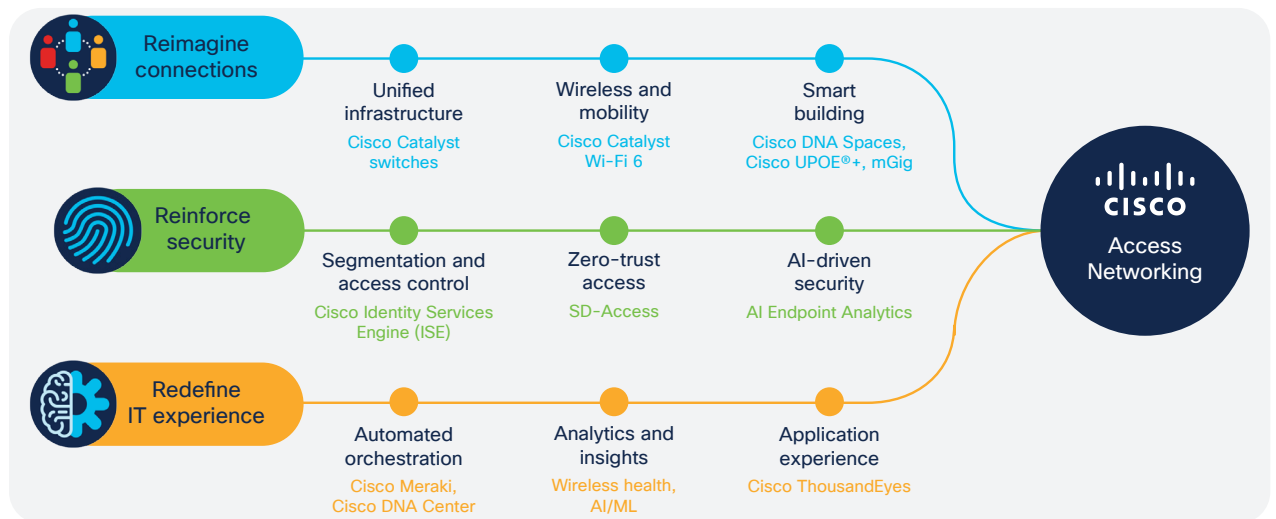 Reimagine
connections
Unified
infrastructure
Cisco Catalyst
switches
Wireless and
mobility
Cisco Catalyst
Wi-Fi 6
Smart
building
Cisco DNA Spaces,
Cisco UPOE®+, mGig
Reinforce
security
Segmentation and
access control
Cisco Identity Services
Engine (ISE)
Zero-trust
access
SD-Access
AI-driven
security
AI Endpoint Analytics
Redefine
IT experience
Automated
orchestration
Cisco Meraki,
Cisco DNA Center
Analytics and
insights
Wireless health,
AI/ML
Application
experience
Cisco ThousandEyes
CISCO
Access
Networking